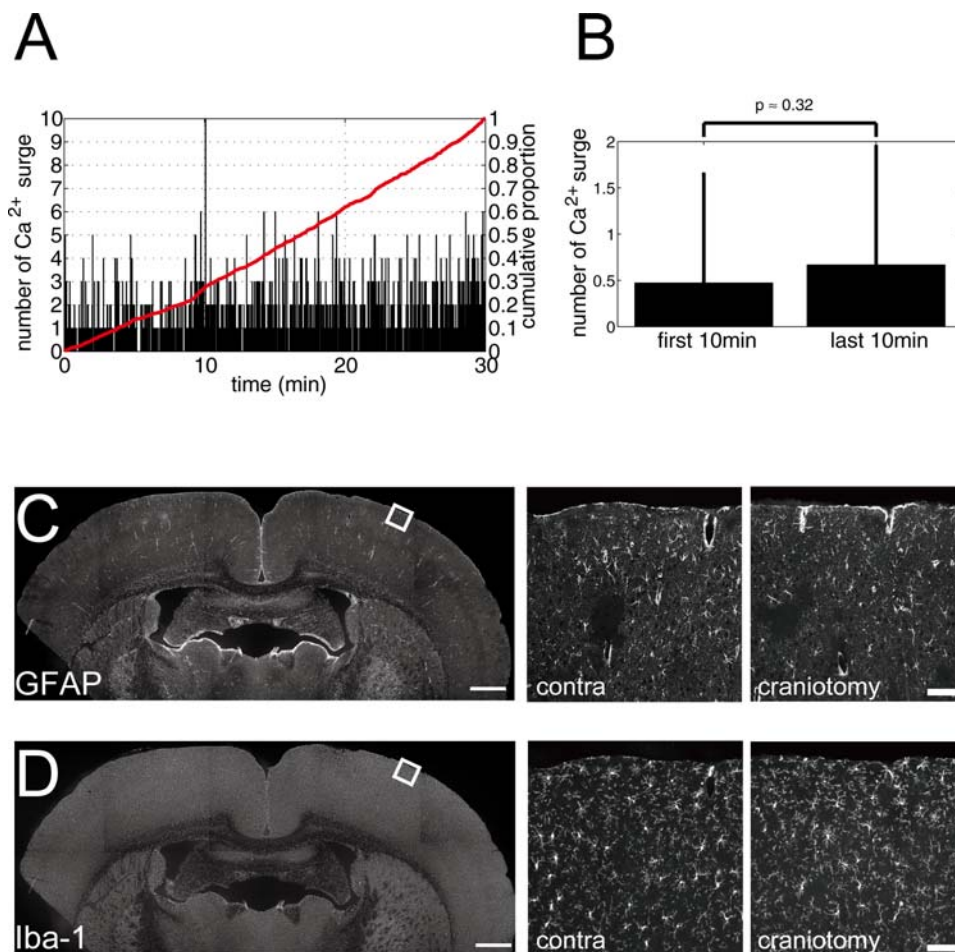 A
number of Ca 2+ surge
10
9
8
7
6
5
4
3
2
1
0
1
0.9
0.8
0.7
0.6
0.5
0.4
0.3
0.2
0.1
0
cumulative proportion
0 10 20 30
time (min)
B
p = 0.32
number of Ca2+ surge
2
1.5
1
0.5
0
first 10min last 10min
C
GFAP
contra
craniotomy
D
Iba-1
contra
craniotomy